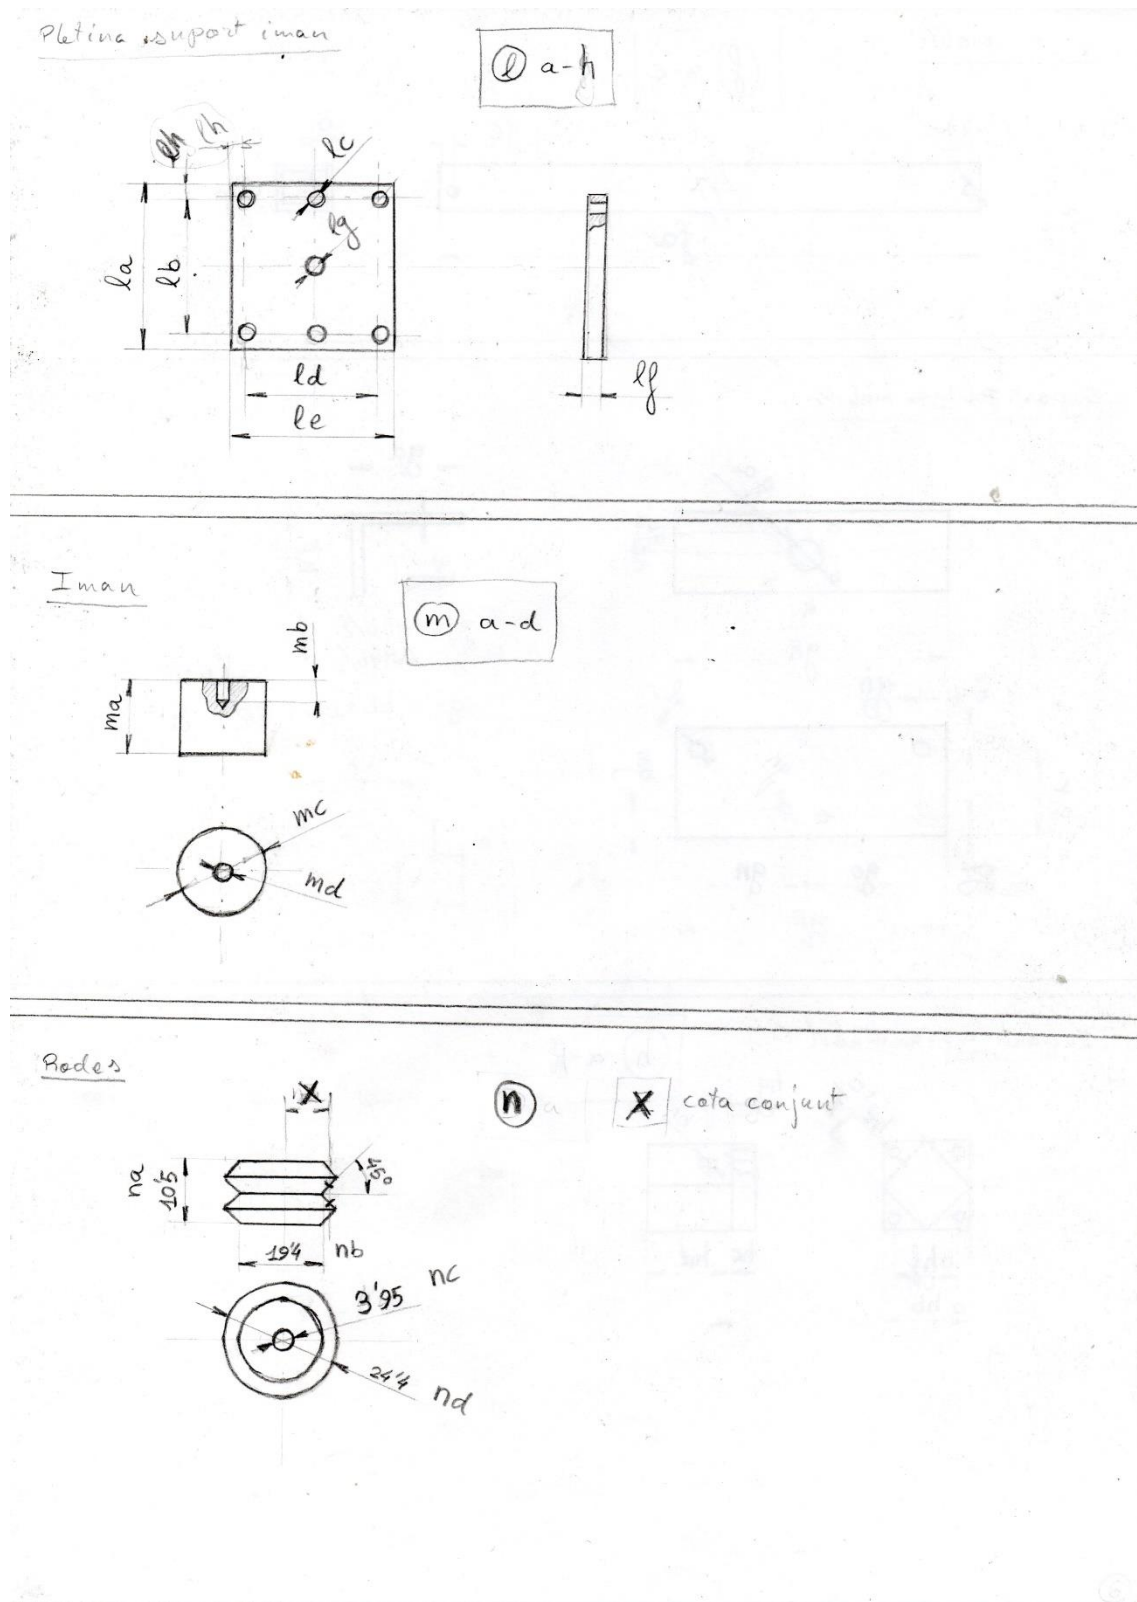 Pletina suport iman
l a-h
lh lh lc
lg
la lb
ld
le
lf
Iman
m a-d
mb
ma
mc
md
Rodes
n X cota conjunt
X
na 10'5
45°
19'4 nb
3'95 nc
24'4 nd